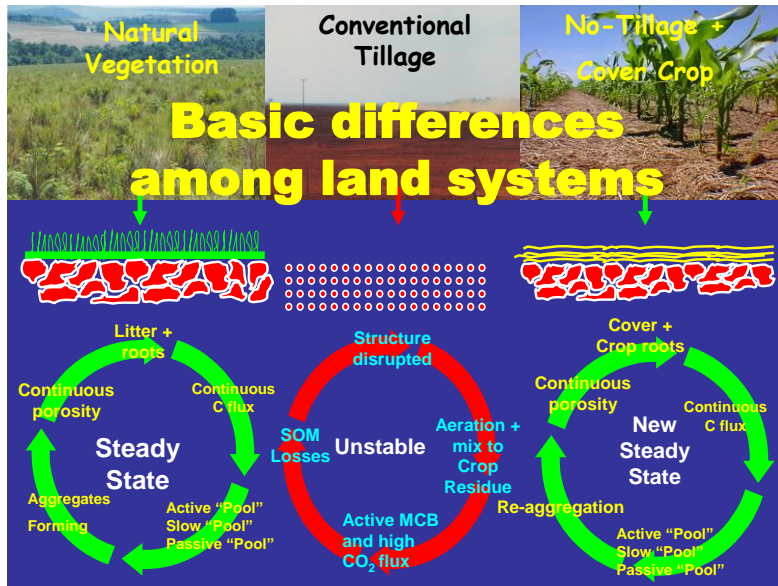 Natural
Vegetation
Conventional
Tillage
No-Tillage +
Cover Crop
Basic differences
among land systems
Litter +
roots
Continuous
C flux
Active “Pool”
Slow “Pool”
Passive “Pool”
Aggregates
Forming
Continuous
porosity
Steady
State
Structure
disrupted
Aeration +
mix to
Crop
Residue
Active MCB
and high
CO₂ flux
SOM
Losses
Unstable
Cover +
Crop roots
Continuous
C flux
Active “Pool”
Slow “Pool”
Passive “Pool”
Re-aggregation
Continuous
porosity
New
Steady
State